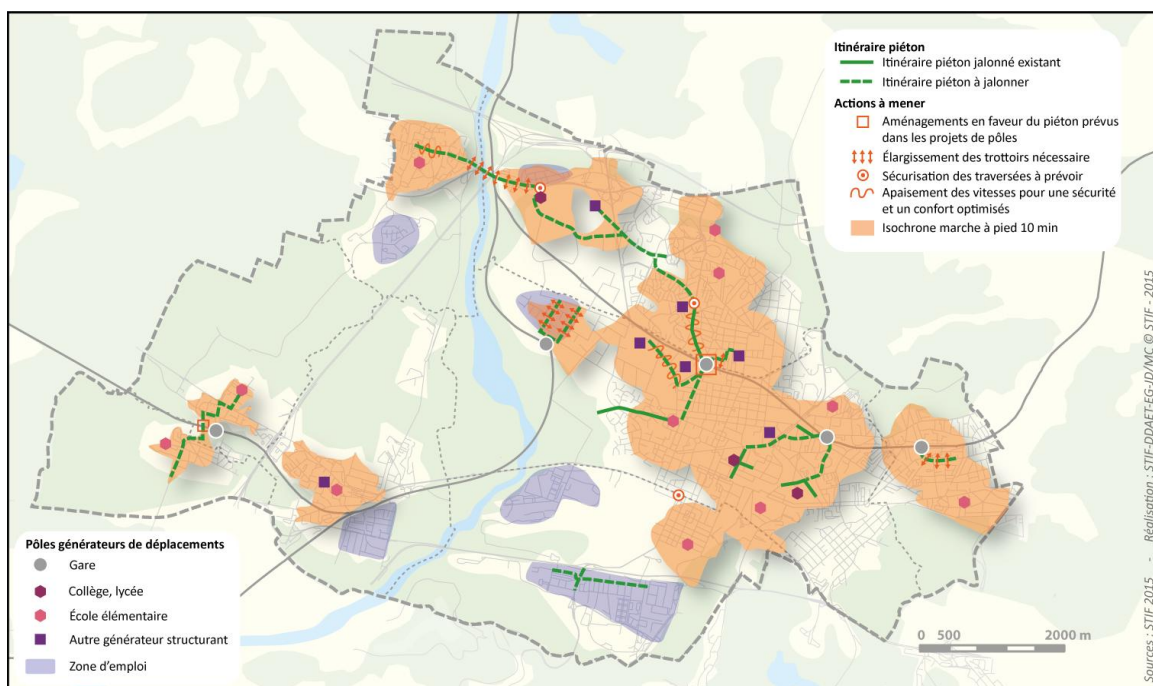 Itinéraire piéton
Itinéraire piéton jalonné existant
Itinéraire piéton à jalonner
Actions à mener
Aménagements en faveur du piéton prévus
dans les projets de pôles
Élargissement des trottoirs nécessaire
Sécurisation des traversées à prévoir
Apaisement des vitesses pour une sécurité
et un confort optimisés
Isochrone marche à pied 10 min
Pôles générateurs de déplacements
Gare
Collège, lycée
École élémentaire
Autre générateur structurant
Zone d'emploi
0 500 2000 m
Sources : STIF 2015 - Réalisation : STIF-DDAET-EG-JD/MC © STIF - 2015